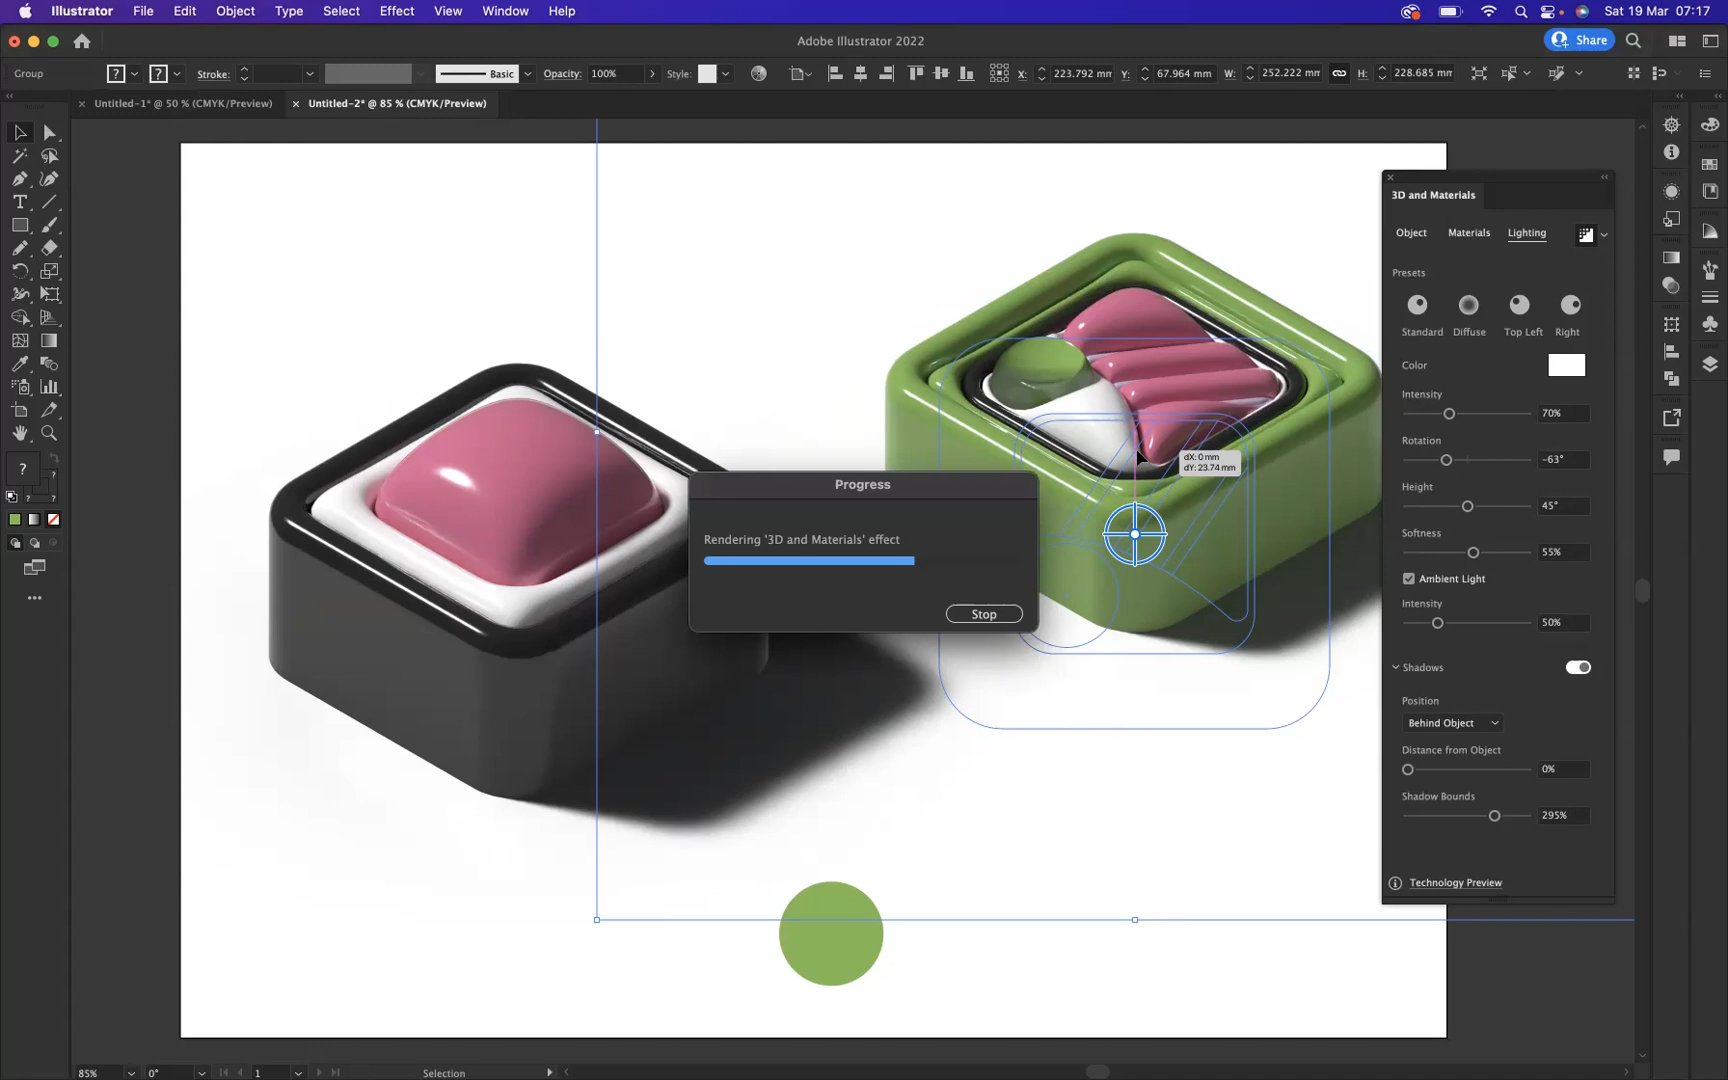 Illustrator File Edit Object Type Select Effect View Window Help Sat 19 Mar 07:17
Adobe Illustrator 2022 Share
Group ? ? Stroke: Basic Opacity: 100% Style: X: 223.792 mm Y: 67.964 mm W: 252.222 mm H: 228.685 mm
Untitled-1* @ 50 % (CMYK/Preview) Untitled-2* @ 85 % (CMYK/Preview)
3D and Materials
Object Materials Lighting
Presets
Standard Diffuse Top Left Right
Color
Intensity
70%
Rotation
-63°
Height
45°
Softness
55%
Ambient Light
Intensity
50%
Shadows
Position
Behind Object
Distance from Object
0%
Shadow Bounds
295%
Technology Preview
dX: 0 mm
dY: 23.74 mm
Progress
Rendering '3D and Materials' effect
Stop
?
?
? ?
85% 0° 1 Selection